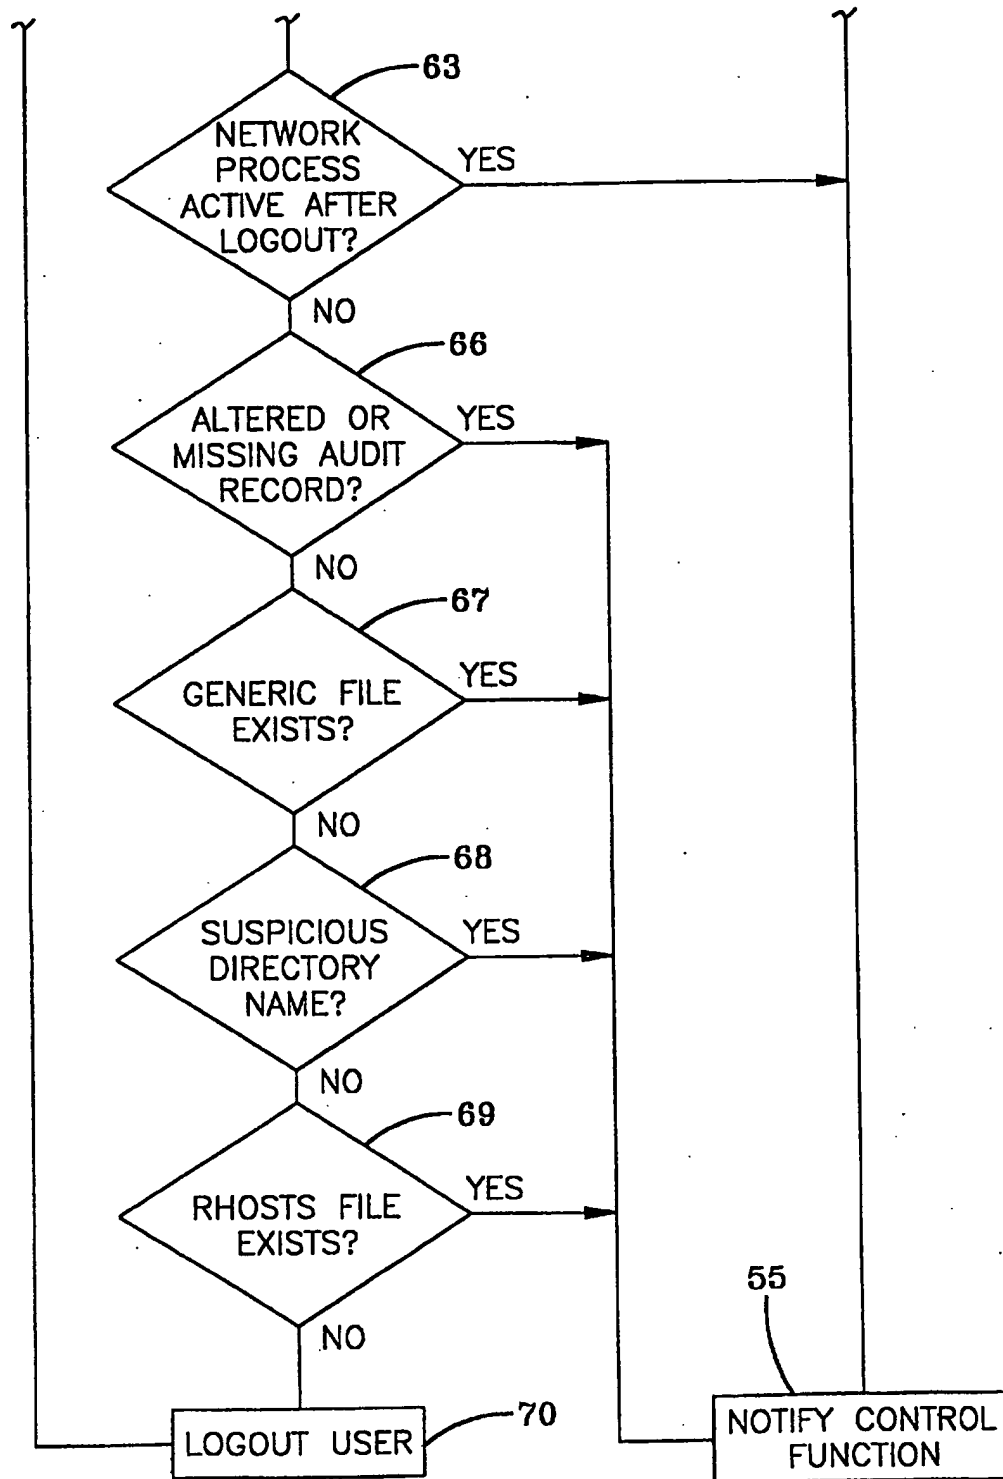 63
NETWORK
PROCESS
ACTIVE AFTER
LOGOUT?
YES
NO
66
ALTERED OR
MISSING AUDIT
RECORD?
YES
NO
67
GENERIC FILE
EXISTS?
YES
NO
68
SUSPICIOUS
DIRECTORY
NAME?
YES
NO
69
RHOSTS FILE
EXISTS?
YES
NO
55
LOGOUT USER
70
NOTIFY CONTROL
FUNCTION